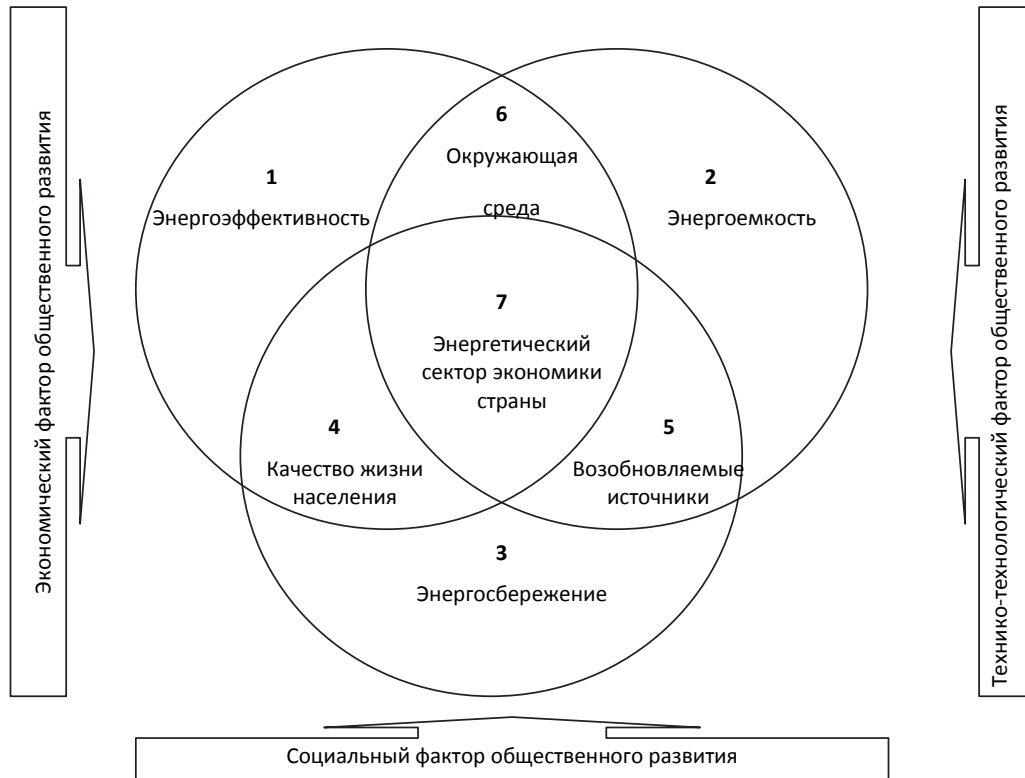 Экономический фактор общественного развития
1
Энергоэффективность
6
Окружающая
среда
2
Энергоемкость
7
Энергетический
сектор экономики
страны
4
Качество жизни
населения
5
Возобновляемые
источники
3
Энергосбережение
Технико-технологический фактор общественного развития
Социальный фактор общественного развития